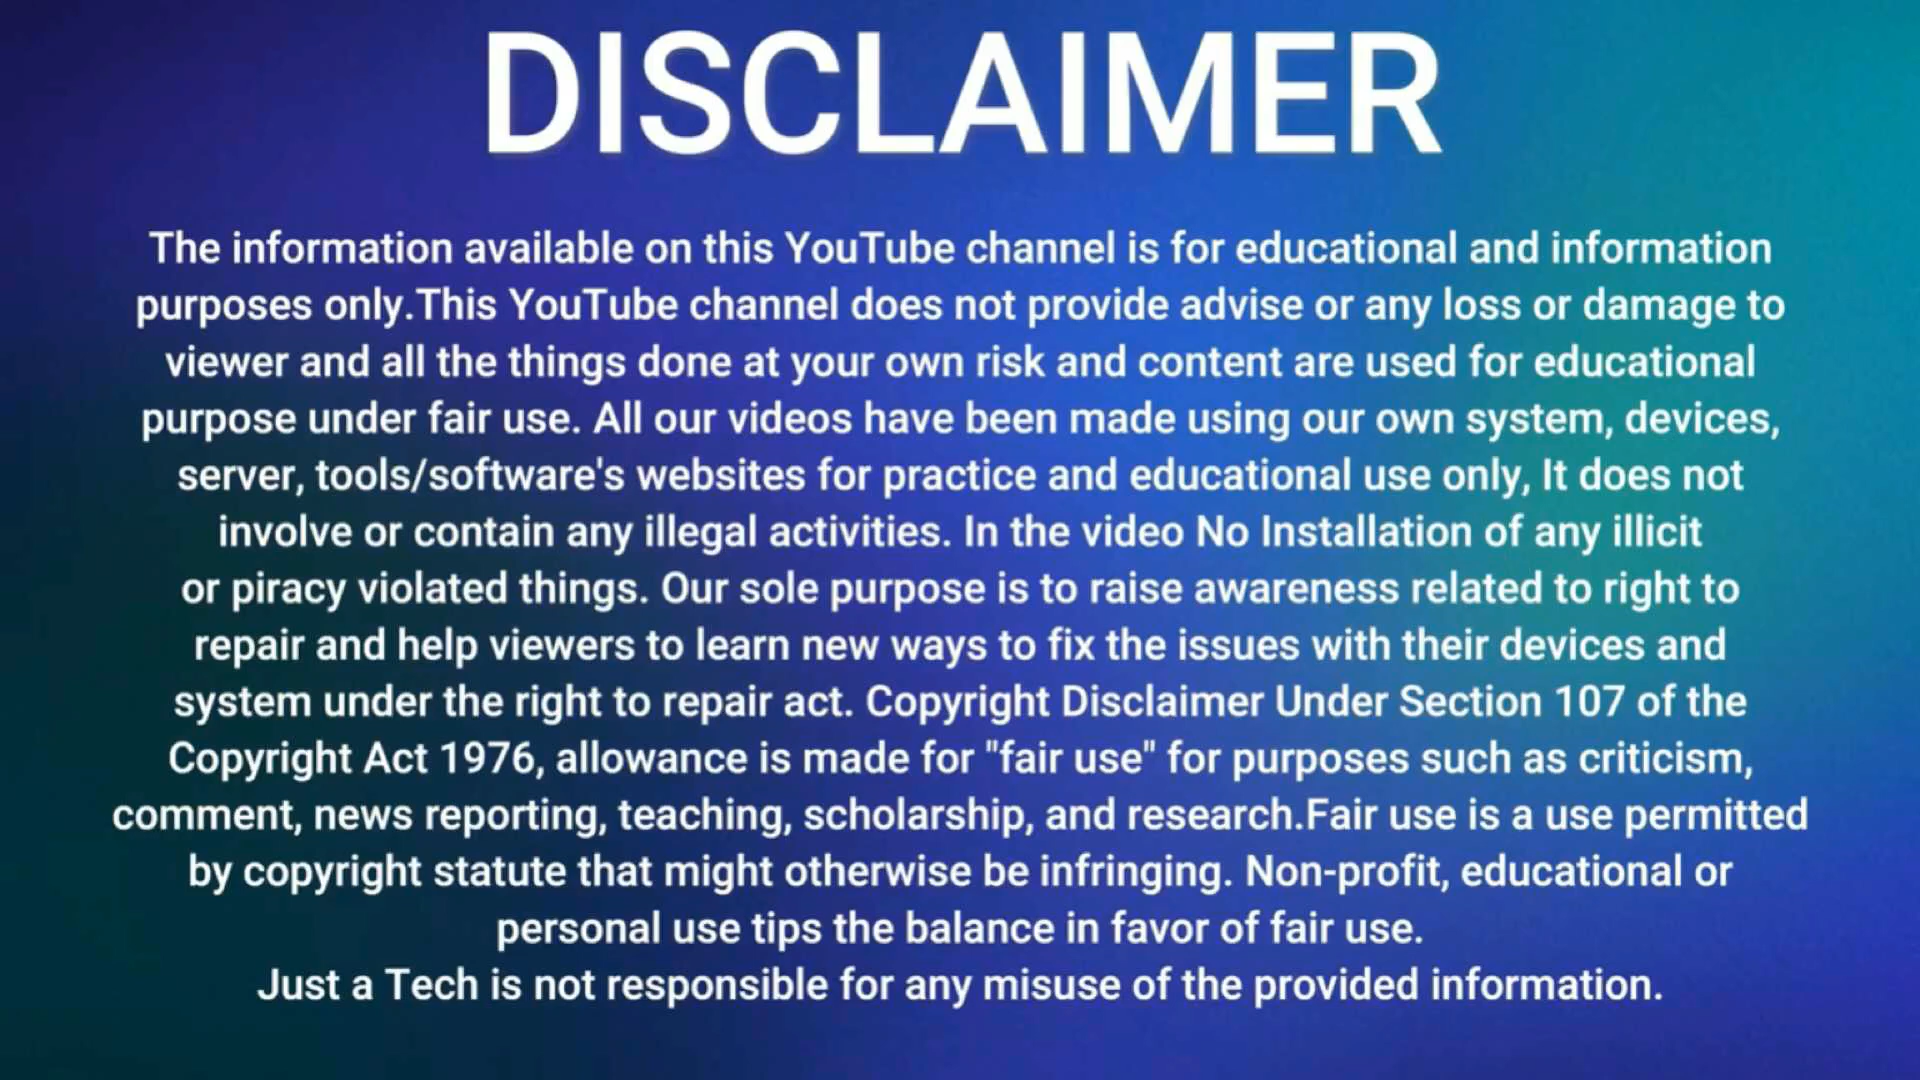 DISCLAIMER
The information available on this YouTube channel is for educational and information
purposes only.This YouTube channel does not provide advise or any loss or damage to
viewer and all the things done at your own risk and content are used for educational
purpose under fair use. All our videos have been made using our own system, devices,
server, tools/software's websites for practice and educational use only, It does not
involve or contain any illegal activities. In the video No Installation of any illicit
or piracy violated things. Our sole purpose is to raise awareness related to right to
repair and help viewers to learn new ways to fix the issues with their devices and
system under the right to repair act. Copyright Disclaimer Under Section 107 of the
Copyright Act 1976, allowance is made for "fair use" for purposes such as criticism,
comment, news reporting, teaching, scholarship, and research.Fair use is a use permitted
by copyright statute that might otherwise be infringing. Non-profit, educational or
personal use tips the balance in favor of fair use.
Just a Tech is not responsible for any misuse of the provided information.